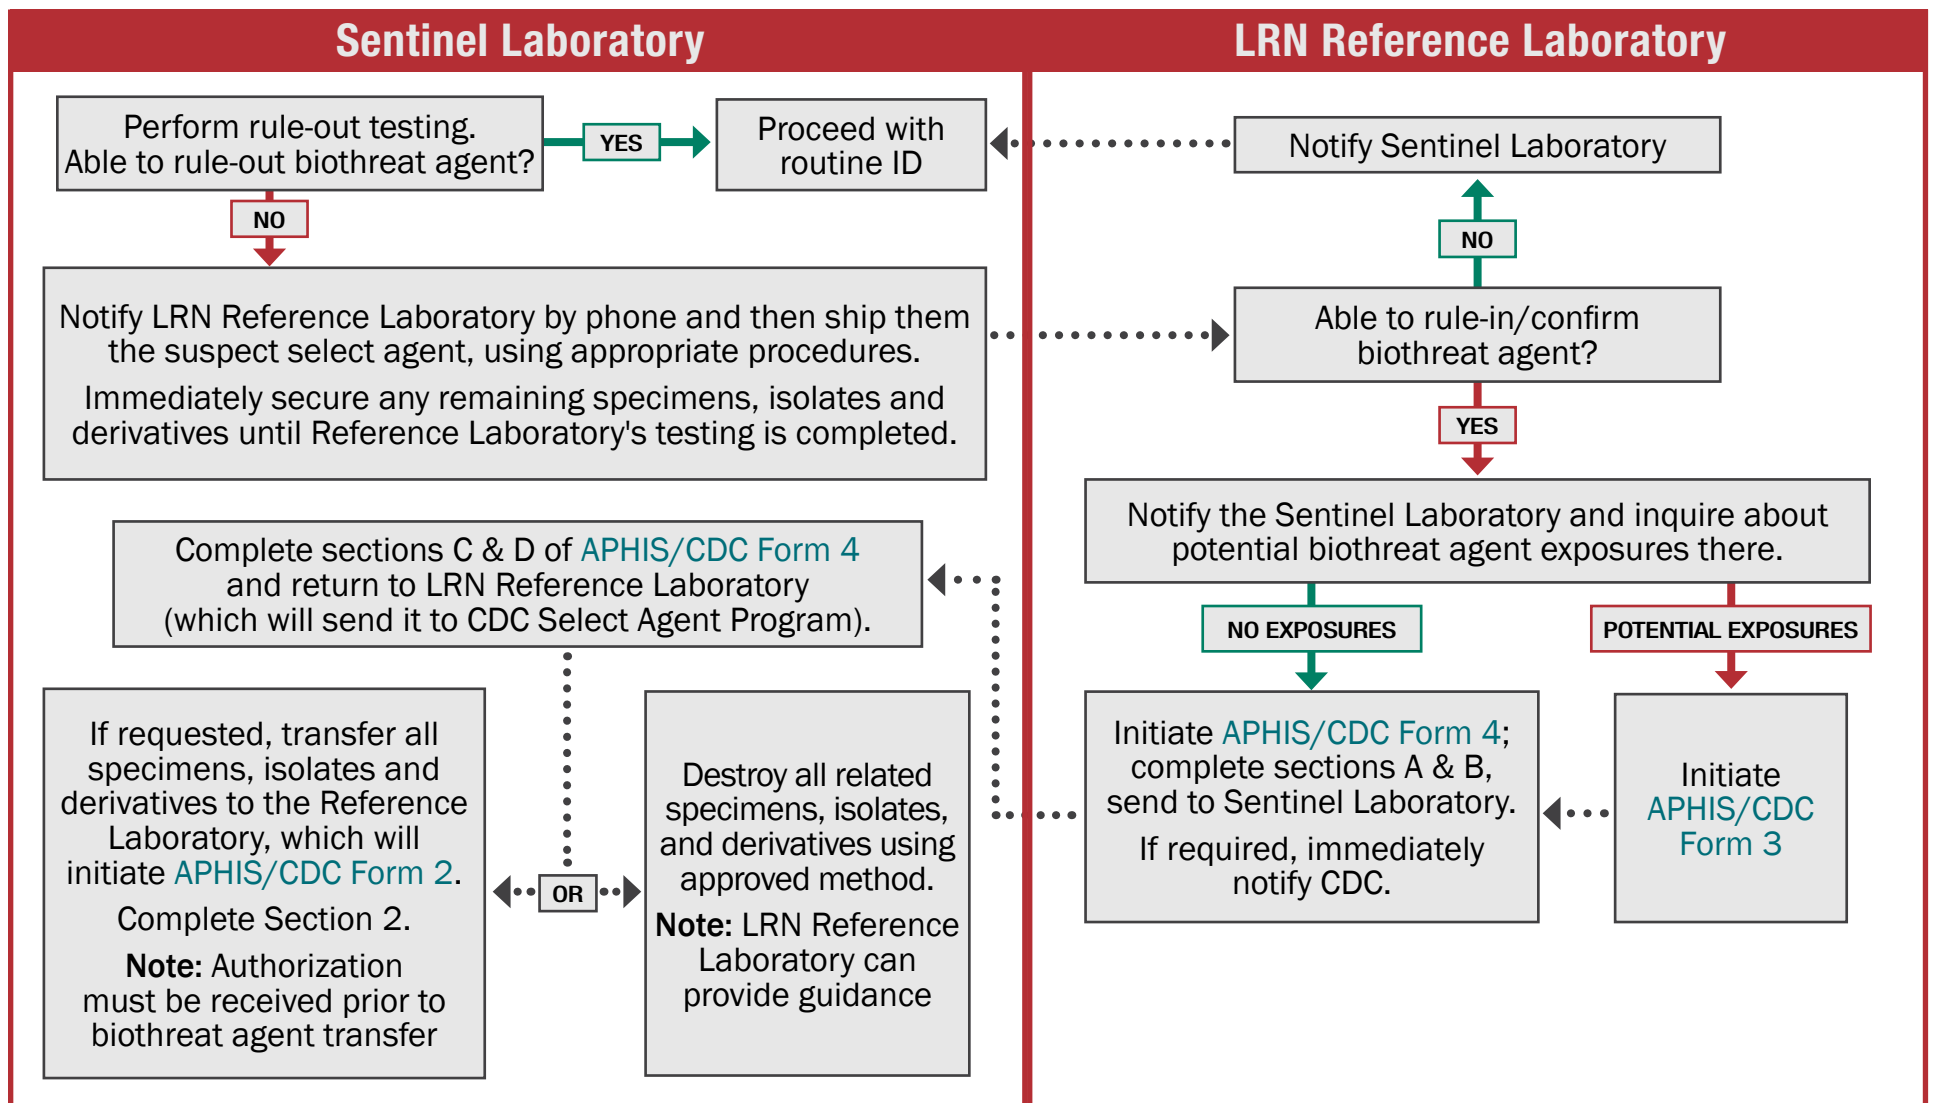 Sentinel Laboratory
Perform rule-out testing.
Able to rule-out biothreat agent?
YES
Proceed with
routine ID
NO
Notify LRN Reference Laboratory by phone and then ship them
the suspect select agent, using appropriate procedures.
Immediately secure any remaining specimens, isolates and
derivatives until Reference Laboratory's testing is completed.
Complete sections C & D of APHIS/CDC Form 4
and return to LRN Reference Laboratory
(which will send it to CDC Select Agent Program).
If requested, transfer all
specimens, isolates and
derivatives to the Reference
Laboratory, which will
initiate APHIS/CDC Form 2.
Complete Section 2.
Note: Authorization
must be received prior to
biothreat agent transfer
OR
Destroy all related
specimens, isolates,
and derivatives using
approved method.
Note: LRN Reference
Laboratory can
provide guidance
LRN Reference Laboratory
Notify Sentinel Laboratory
NO
Able to rule-in/confirm
biothreat agent?
YES
Notify the Sentinel Laboratory and inquire about
potential biothreat agent exposures there.
NO EXPOSURES
POTENTIAL EXPOSURES
Initiate APHIS/CDC Form 4;
complete sections A & B,
send to Sentinel Laboratory.
If required, immediately
notify CDC.
Initiate
APHIS/CDC
Form 3